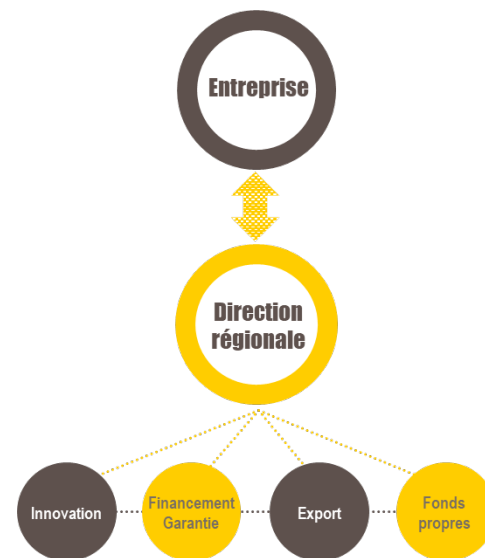 Entreprise
Direction
régionale
Innovation
Financement
Garantie
Export
Fonds
propres